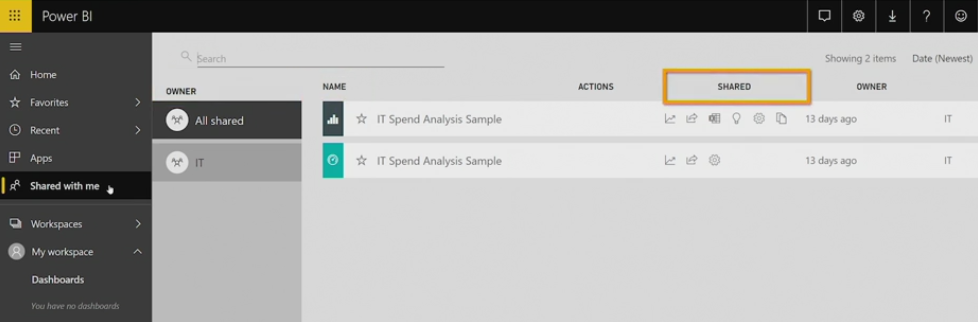 Power BI
Search
Showing 2 items Date (Newest)
Home
Favorites
Recent
Apps
Shared with me
Workspaces
My workspace
Dashboards
You have no dashboards
OWNER
All shared
IT
NAME ACTIONS SHARED OWNER
IT Spend Analysis Sample 13 days ago IT
IT Spend Analysis Sample 13 days ago IT